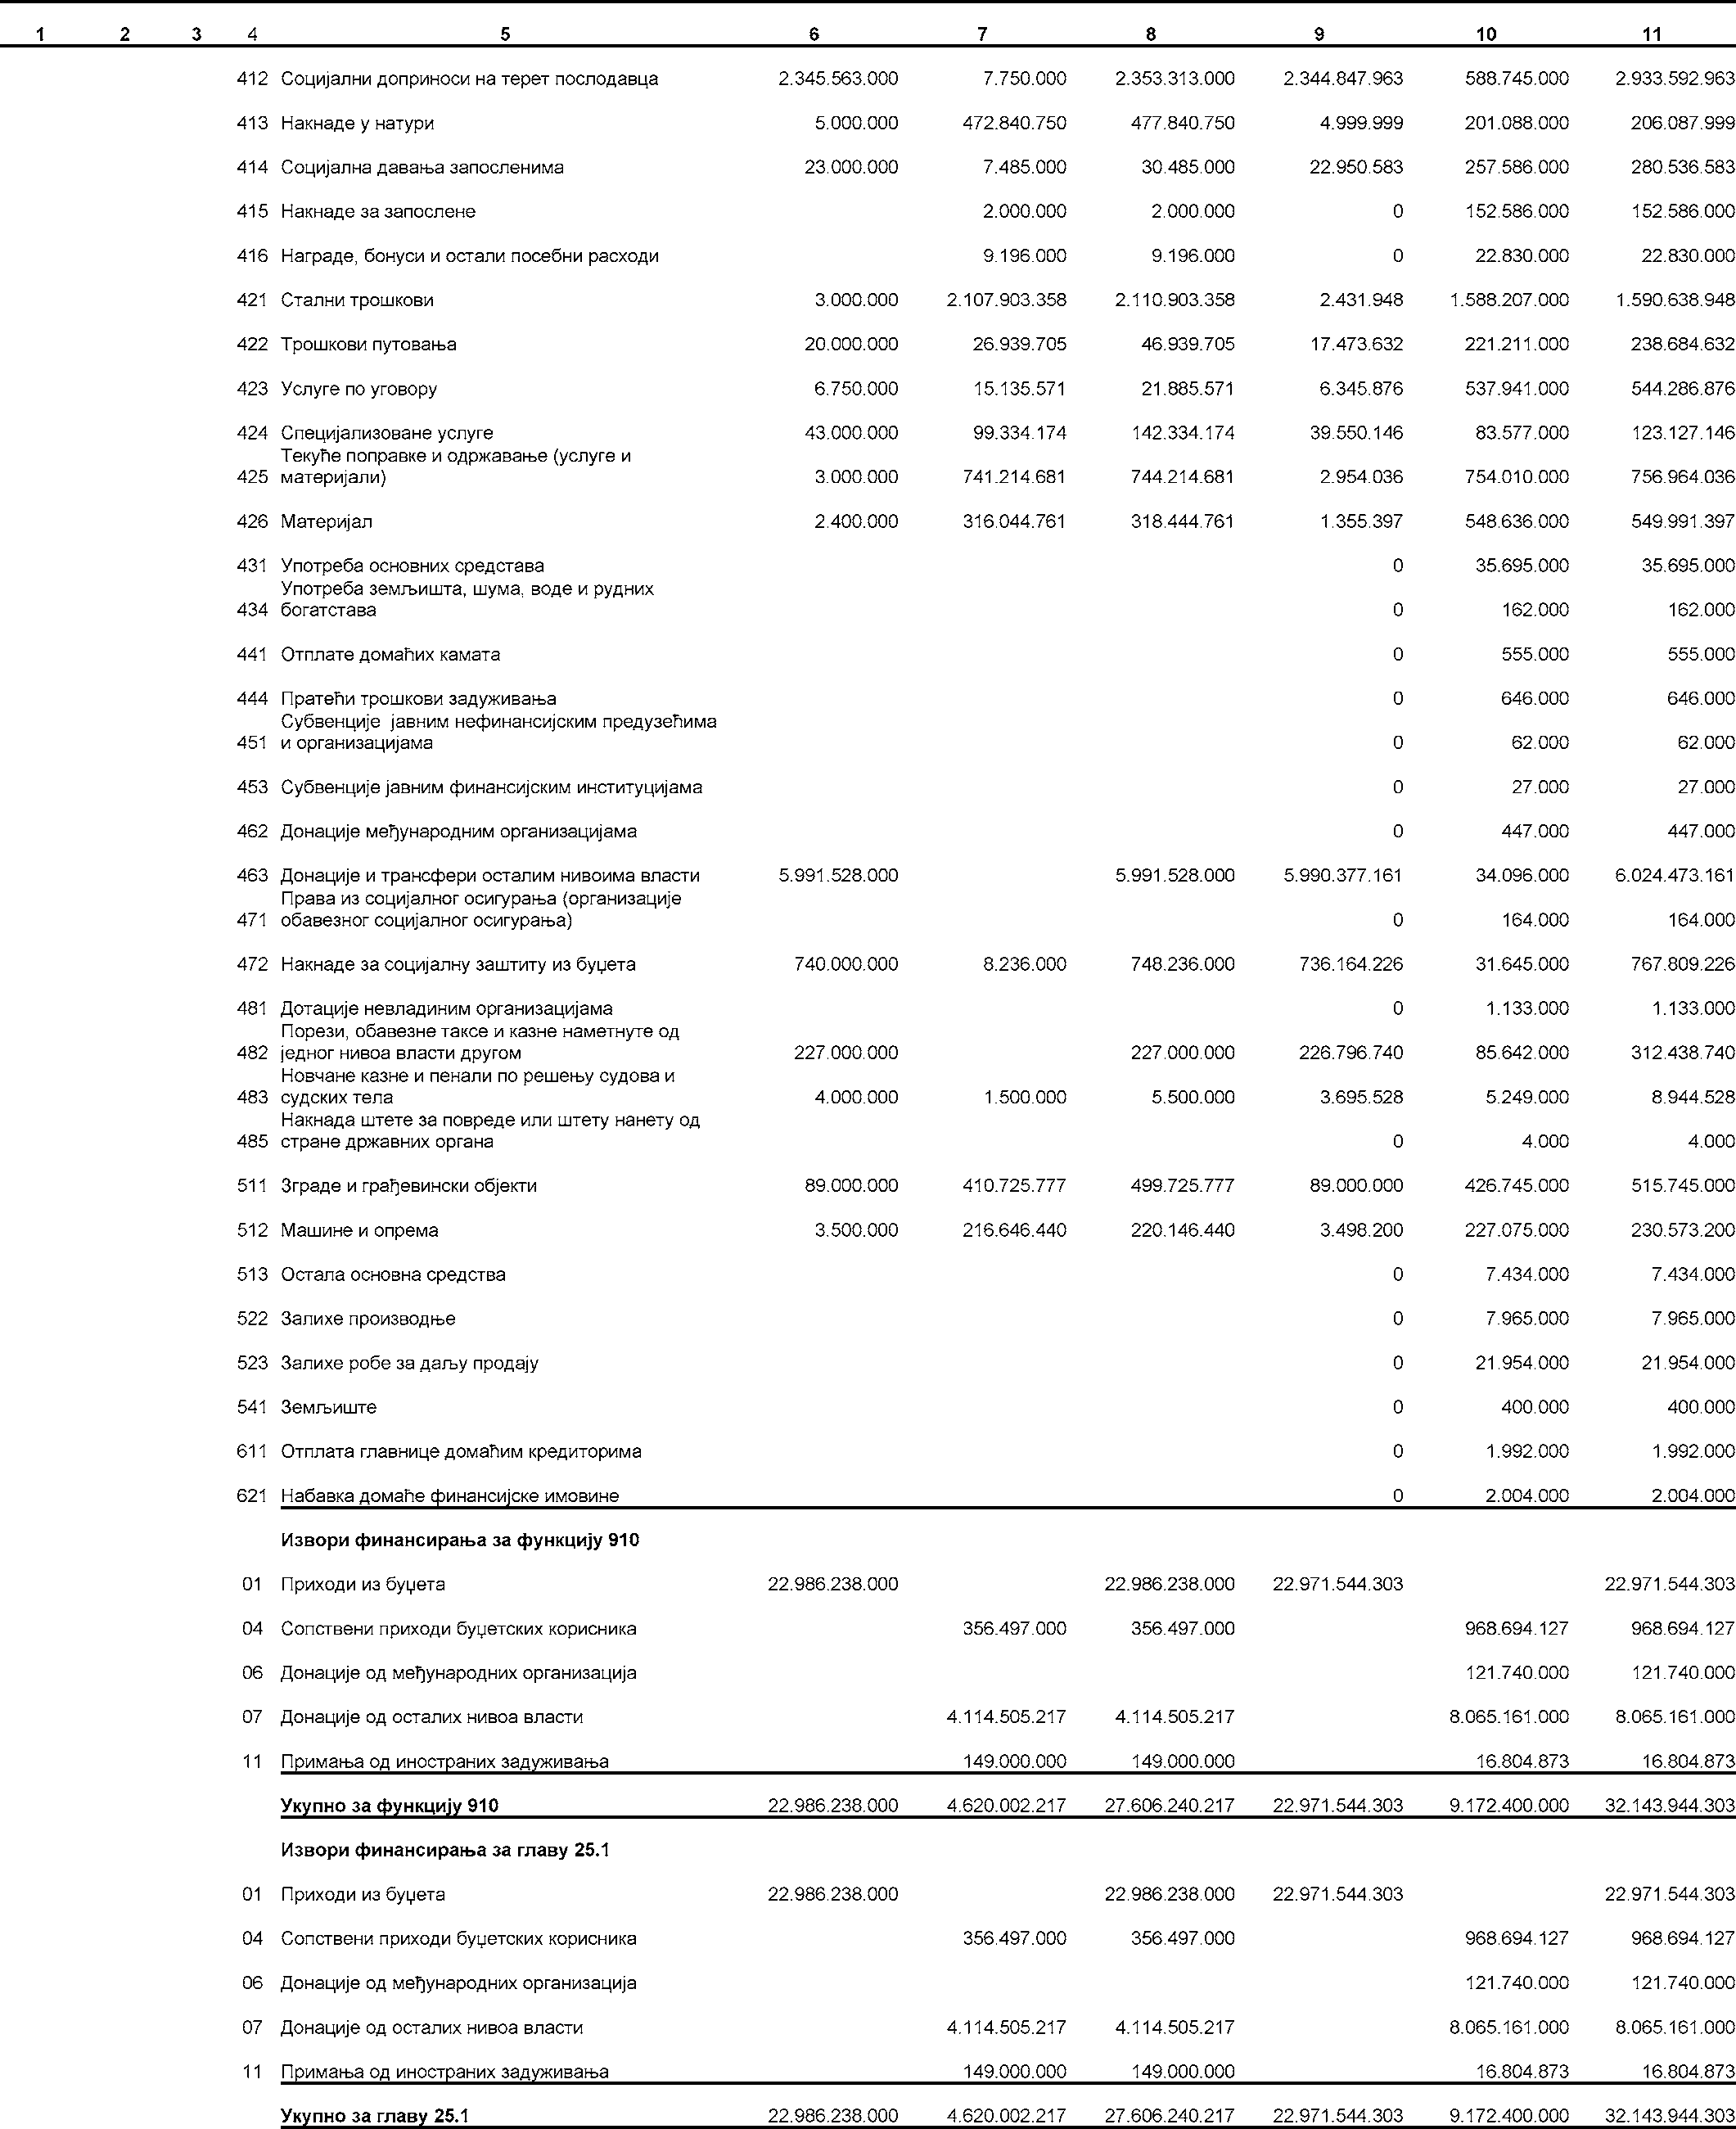 1 2 3 4 5 6 7 8 9 10 11
412 Социјални доприноси на терет послодавца 2.345.563.000 7.750.000 2.353.313.000 2.344.847.963 588.745.000 2.933.592.963
413 Накнаде у натури 5.000.000 472.840.750 477.840.750 4.999.999 201.088.000 206.087.999
414 Социјална давања запосленима 23.000.000 7.485.000 30.485.000 22.950.583 257.586.000 280.536.583
415 Накнаде за запослене 2.000.000 2.000.000 0 152.586.000 152.586.000
416 Награде, бонуси и остали посебни расходи 9.196.000 9.196.000 0 22.830.000 22.830.000
421 Стални трошкови 3.000.000 2.107.903.358 2.110.903.358 2.431.948 1.588.207.000 1.590.638.948
422 Трошкови путовања 20.000.000 26.939.705 46.939.705 17.473.632 221.211.000 238.684.632
423 Услуге по уговору 6.750.000 15.135.571 21.885.571 6.345.876 537.941.000 544.286.876
424 Специјализоване услуге 43.000.000 99.334.174 142.334.174 39.550.146 83.577.000 123.127.146
Текуће поправке и одржавање (услуге и
425 материјали) 3.000.000 741.214.681 744.214.681 2.954.036 754.010.000 756.964.036
426 Материјал 2.400.000 316.044.761 318.444.761 1.355.397 548.636.000 549.991.397
431 Употреба основних средстава 0 35.695.000 35.695.000
Употреба земљишта, шума, воде и рудних
434 богатстава 0 162.000 162.000
441 Отплате домаћих камата 0 555.000 555.000
444 Пратећи трошкови задуживања 0 646.000 646.000
Субвенције  јавним нефинансијским предузећима
451 и организацијама 0 62.000 62.000
453 Субвенције јавним финансијским институцијама 0 27.000 27.000
462 Донације међународним организацијама 0 447.000 447.000
463 Донације и трансфери осталим нивоима власти 5.991.528.000 5.991.528.000 5.990.377.161 34.096.000 6.024.473.161
Права из социјалног осигурања (организације
471 обавезног социјалног осигурања) 0 164.000 164.000
472 Накнаде за социјалну заштиту из буџета 740.000.000 8.236.000 748.236.000 736.164.226 31.645.000 767.809.226
481 Дотације невладиним организацијама 0 1.133.000 1.133.000
Порези, обавезне таксе и казне наметнуте од
482 једног нивоа власти другом 227.000.000 227.000.000 226.796.740 85.642.000 312.438.740
Новчане казне и пенали по решењу судова и
483 судских тела 4.000.000 1.500.000 5.500.000 3.695.528 5.249.000 8.944.528
Накнада штете за повреде или штету нанету од
485 стране државних органа 0 4.000 4.000
511 Зграде и грађевински објекти 89.000.000 410.725.777 499.725.777 89.000.000 426.745.000 515.745.000
512 Машине и опрема 3.500.000 216.646.440 220.146.440 3.498.200 227.075.000 230.573.200
513 Остала основна средства 0 7.434.000 7.434.000
522 Залихе производње 0 7.965.000 7.965.000
523 Залихе робе за даљу продају 0 21.954.000 21.954.000
541 Земљиште 0 400.000 400.000
611 Отплата главнице домаћим кредиторима 0 1.992.000 1.992.000
621 Набавка домаће финансијске имовине 0 2.004.000 2.004.000
Извори финансирања за функцију 910
01 Приходи из буџета 22.986.238.000 22.986.238.000 22.971.544.303 22.971.544.303
04 Сопствени приходи буџетских корисника 356.497.000 356.497.000 968.694.127 968.694.127
06 Донације од међународних организација 121.740.000 121.740.000
07 Донације од осталих нивоа власти 4.114.505.217 4.114.505.217 8.065.161.000 8.065.161.000
11 Примања од иностраних задуживања 149.000.000 149.000.000 16.804.873 16.804.873
Укупно за функцију 910 22.986.238.000 4.620.002.217 27.606.240.217 22.971.544.303 9.172.400.000 32.143.944.303
Извори финансирања за главу 25.1
01 Приходи из буџета 22.986.238.000 22.986.238.000 22.971.544.303 22.971.544.303
04 Сопствени приходи буџетских корисника 356.497.000 356.497.000 968.694.127 968.694.127
06 Донације од међународних организација 121.740.000 121.740.000
07 Донације од осталих нивоа власти 4.114.505.217 4.114.505.217 8.065.161.000 8.065.161.000
11 Примања од иностраних задуживања 149.000.000 149.000.000 16.804.873 16.804.873
Укупно за главу 25.1 22.986.238.000 4.620.002.217 27.606.240.217 22.971.544.303 9.172.400.000 32.143.944.303